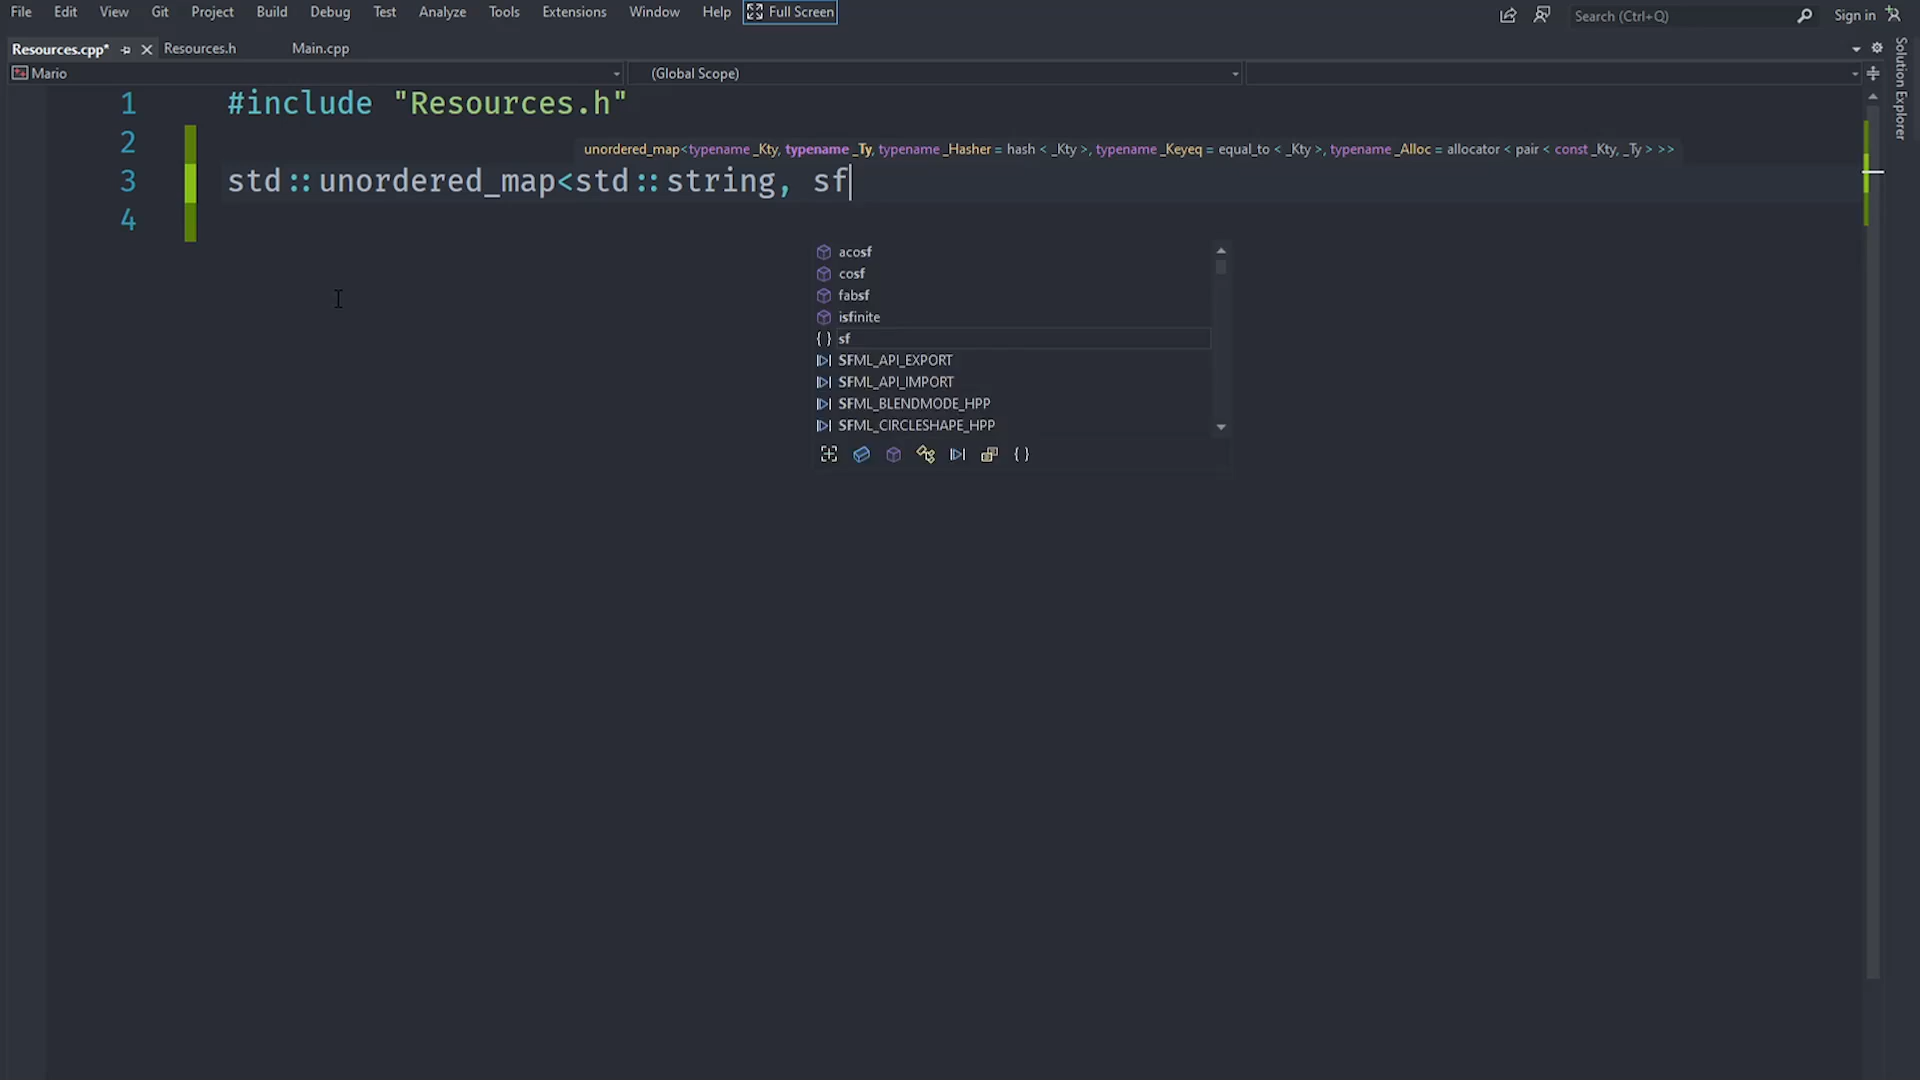 File Edit View Git Project Build Debug Test Analyze Tools Extensions Window Help Full Screen Search (Ctrl+Q) Sign in
Resources.cpp* Resources.h Main.cpp
Mario (Global Scope)
Solution Explorer
1 #include "Resources.h"
2
unordered_map<typename _Kty, typename _Ty, typename _Hasher = hash < _Kty >, typename _Keyeq = equal_to < _Kty >, typename _Alloc = allocator < pair < const _Kty, _Ty > >>
3 std::unordered_map<std::string, sf
4
acosf
cosf
fabsf
isfinite
{ } sf
SFML_API_EXPORT
SFML_API_IMPORT
SFML_BLENDMODE_HPP
SFML_CIRCLESHAPE_HPP
{ }